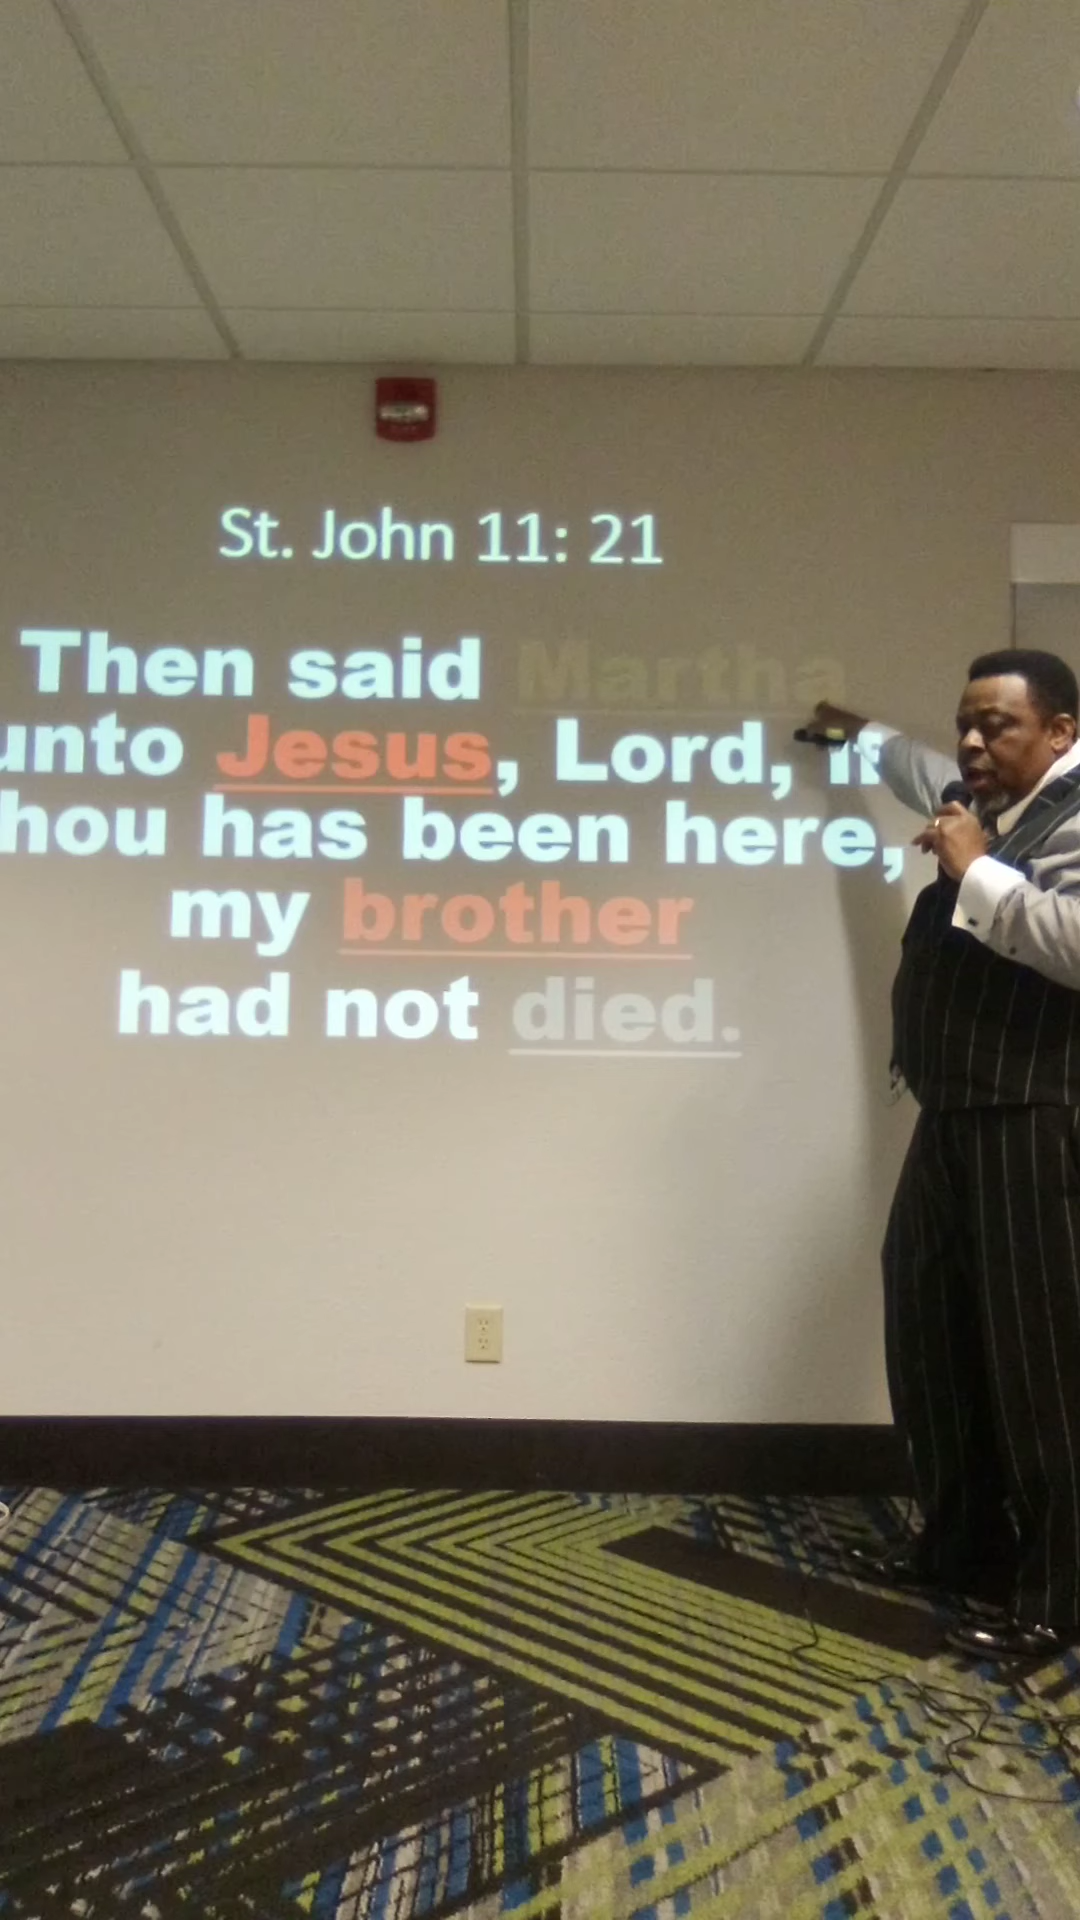 St. John 11: 21
Then said Martha
unto Jesus, Lord, if
hou has been here,
my brother
had not died.